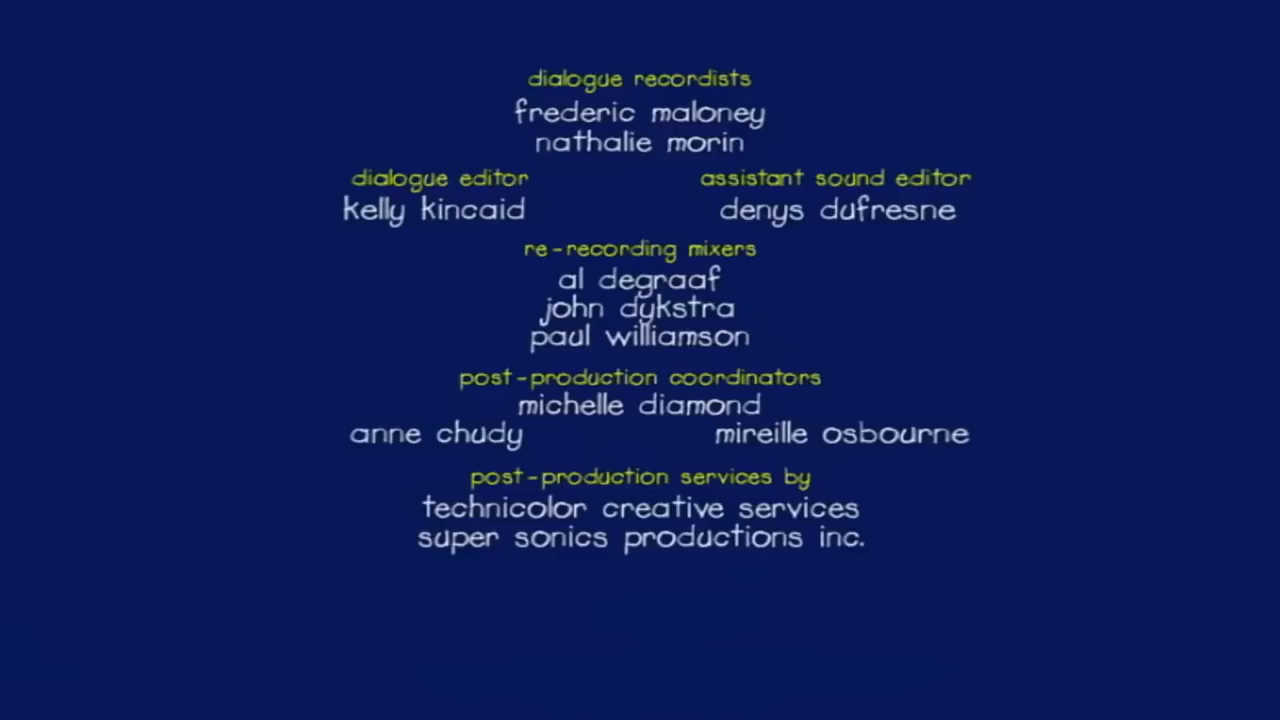 dialogue recordists
frederic maloney
nathalie morin
dialogue editor
kelly kincaid
assistant sound editor
denys dufresne
re-recording mixers
al degraaf
john dykstra
paul williamson
post-production coordinators
michelle diamond
anne chudy
mireille osbourne
post-production services by
technicolor creative services
super sonics productions inc.